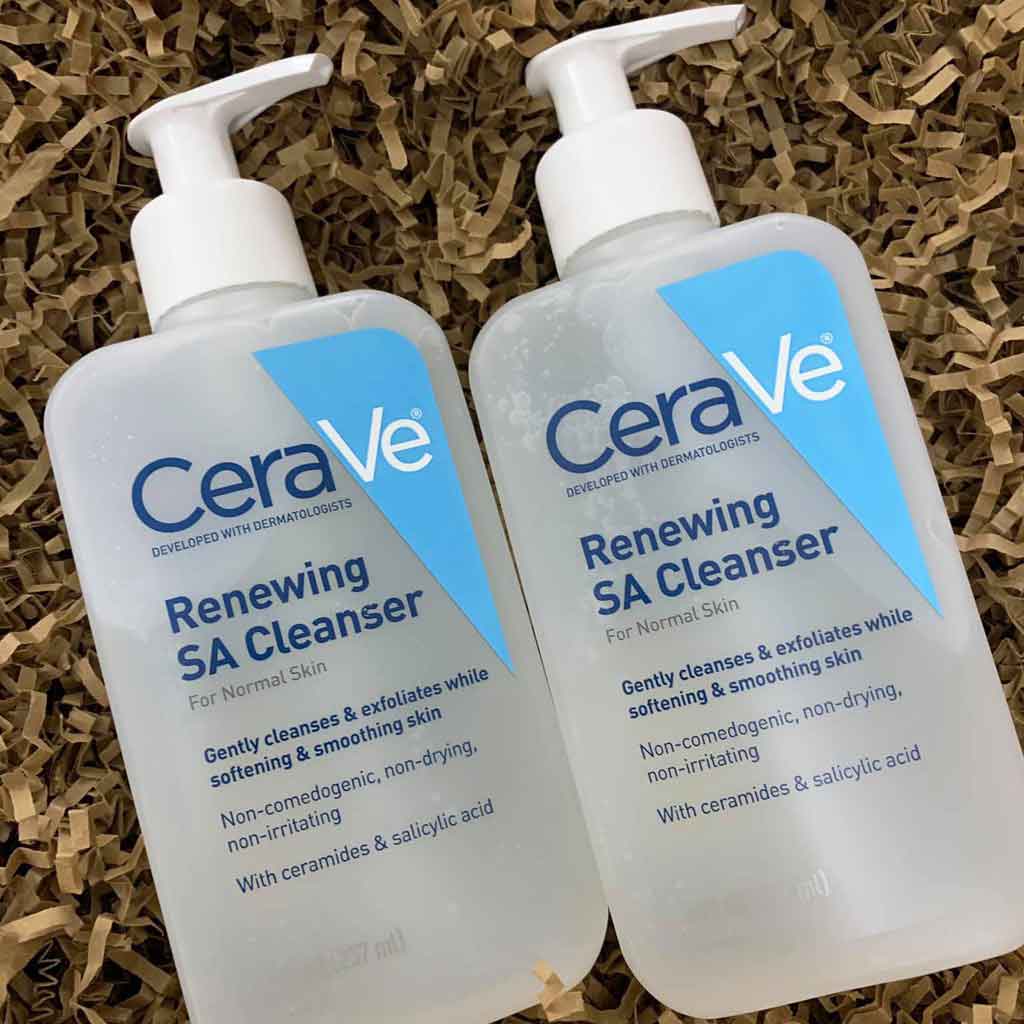 CeraVe®
DEVELOPED WITH DERMATOLOGISTS
Renewing
SA Cleanser
For Normal Skin
Gently cleanses & exfoliates while
softening & smoothing skin
Non-comedogenic, non-drying,
non-irritating
With ceramides & salicylic acid
CeraVe®
DEVELOPED WITH DERMATOLOGISTS
Renewing
SA Cleanser
For Normal Skin
Gently cleanses & exfoliates while
softening & smoothing skin
Non-comedogenic, non-drying,
non-irritating
With ceramides & salicylic acid